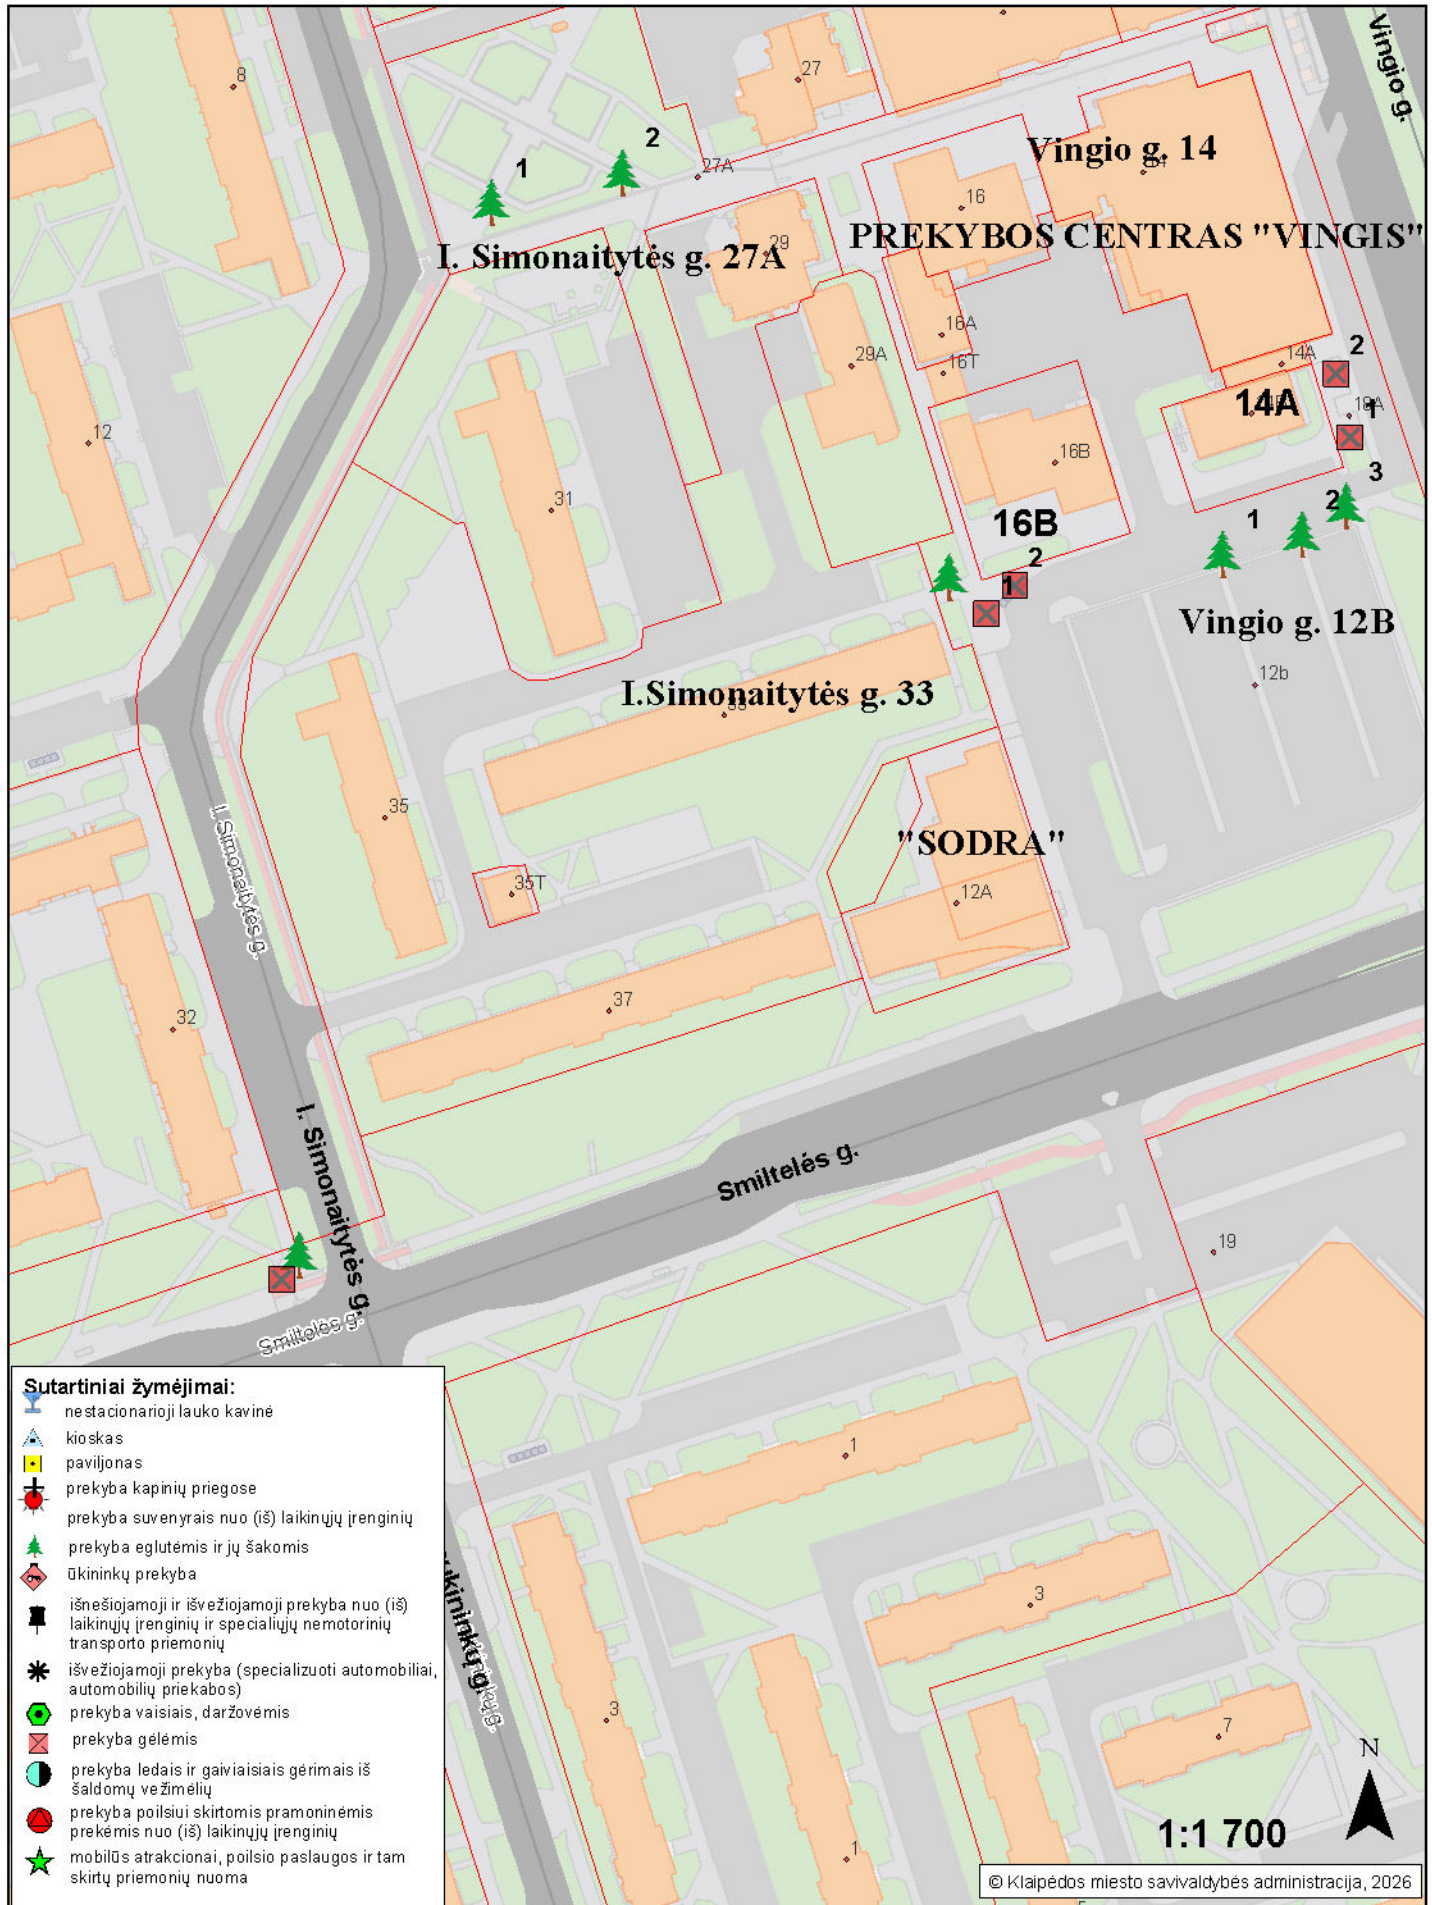 Vingio g.
8
27
2
1
27A
Vingio g. 14
16
PREKYBOS CENTRAS "VINGIS"
I. Simonaitytės g. 27A
29
16A
29A
16T
14A
2
14A
18A
1
12
16B
3
31
16B
1
2
2
1
Vingio g. 12B
12b
I.Simonaitytės g. 33
33
35
I. Simonaitytės g.
"SODRA"
35T
12A
37
32
I. Simonaitytės g.
Smiltelės g.
19
Smiltelės g.
1
3
3
7
1
Sutartiniai žymėjimai:
nestacionarioji lauko kavinė
kioskas
paviljonas
prekyba kapinių priegose
prekyba suvenyrais nuo (iš) laikinųjų įrenginių
prekyba eglutėmis ir jų šakomis
ūkininkų prekyba
išnešiojamoji ir išvežiojamoji prekyba nuo (iš)
laikinųjų įrenginių ir specialiųjų nemotorinių
transporto priemonių
išvežiojamoji prekyba (specializuoti automobiliai,
automobilių priekabos)
prekyba vaisiais, daržovėmis
prekyba gėlėmis
prekyba ledais ir gaiviaisiais gėrimais iš
šaldomų vežimėlių
prekyba poilsiui skirtomis pramoninėmis
prekėmis nuo (iš) laikinųjų įrenginių
mobilūs atrakcionai, poilsio paslaugos ir tam
skirtų priemonių nuoma
N
1:1 700
© Klaipėdos miesto savivaldybės administracija, 2026